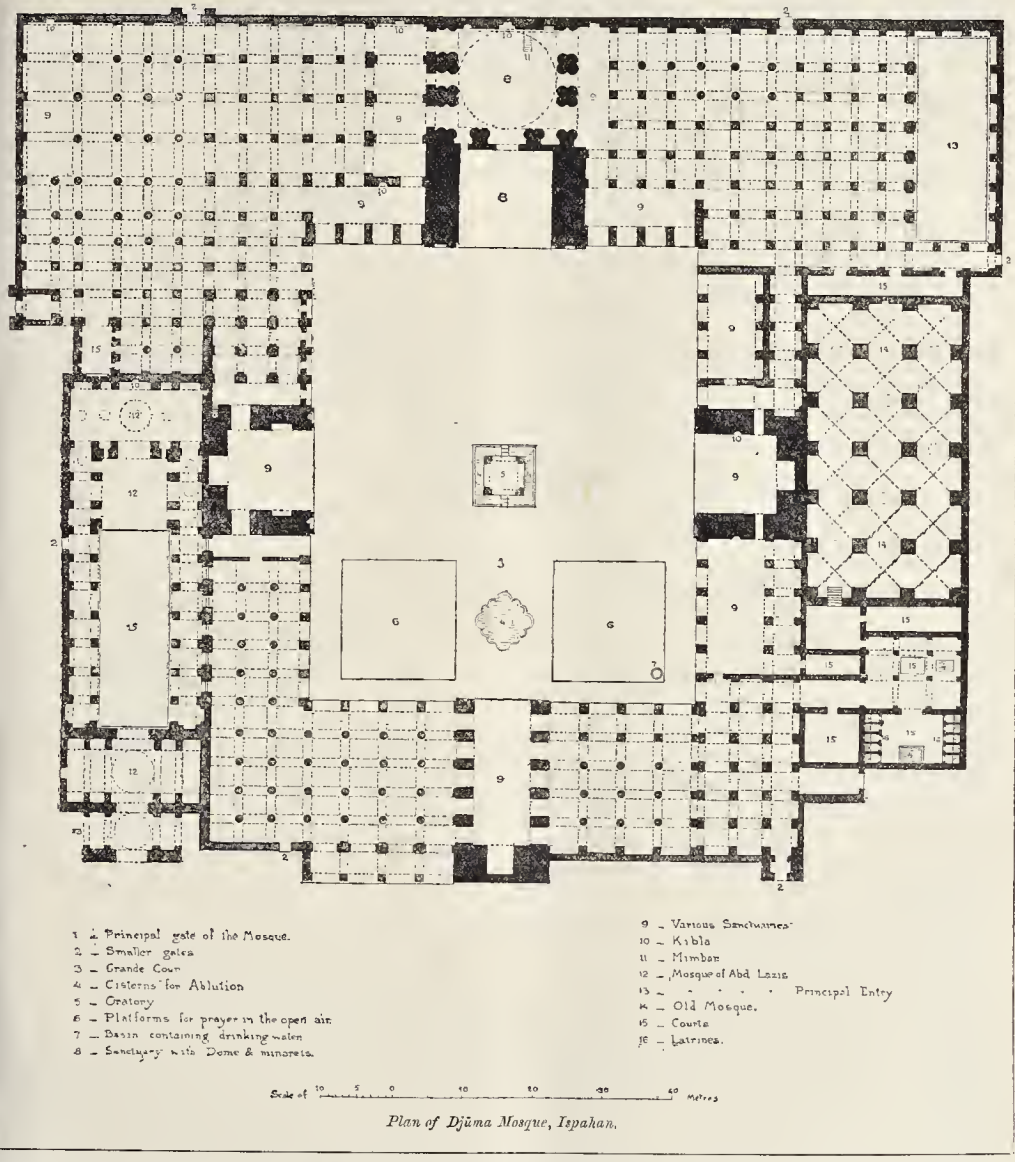 1 - Principal gate of the Mosque.
2 - Smaller gates
3 - Grande Cour
4 - Cisterns for Ablution
5 - Oratory
6 - Platforms for prayer in the open air.
7 - Basin containing drinking water
8 - Sanctuary with Dome & minarets.
9 - Various Sanctuaries
10 - Kibla
11 - Mimbar
12 - Mosque of Abd Lazis
13 - " " " " Principal Entry
14 - Old Mosque.
15 - Courts
16 - Latrines.
Scale of 10 5 0 10 20 30 40 Metres
Plan of Djūma Mosque, Ispahan.